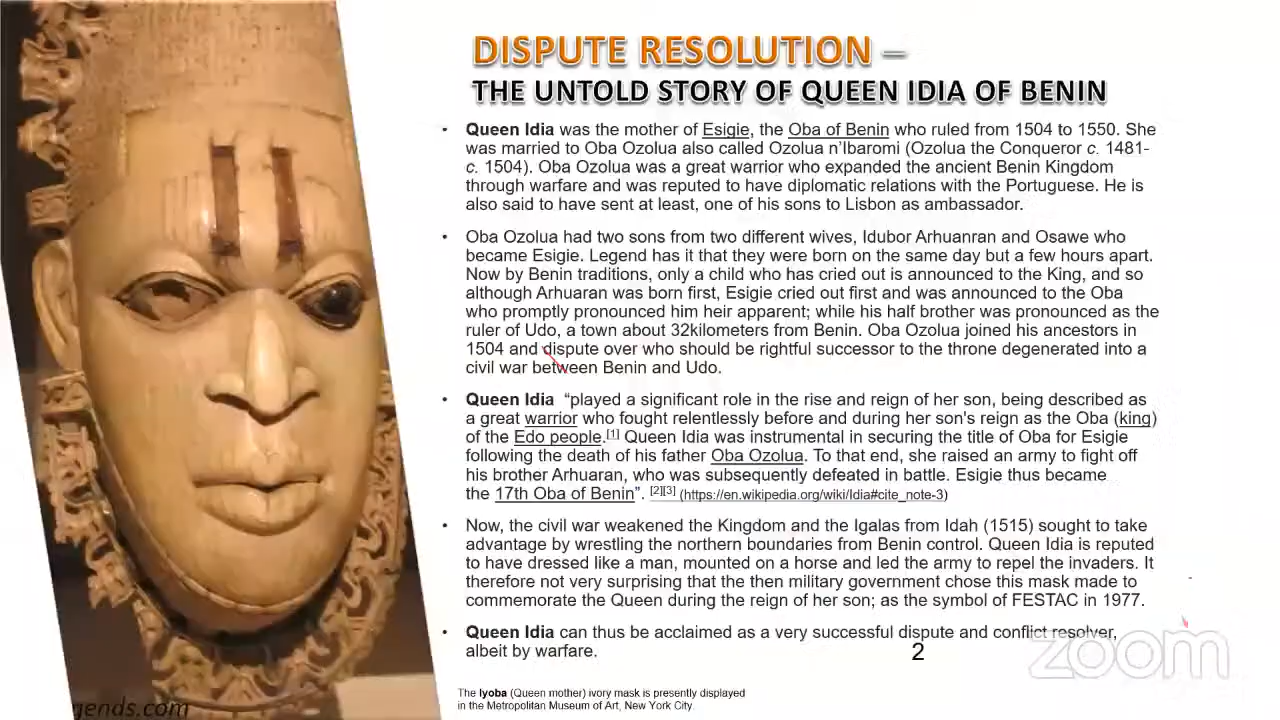 DISPUTE RESOLUTION –
THE UNTOLD STORY OF QUEEN IDIA OF BENIN
• Queen Idia was the mother of Esigie, the Oba of Benin who ruled from 1504 to 1550. She
was married to Oba Ozolua also called Ozolua n'Ibaromi (Ozolua the Conqueror c. 1481-
c. 1504). Oba Ozolua was a great warrior who expanded the ancient Benin Kingdom
through warfare and was reputed to have diplomatic relations with the Portuguese. He is
also said to have sent at least, one of his sons to Lisbon as ambassador.
• Oba Ozolua had two sons from two different wives, Idubor Arhuanran and Osawe who
became Esigie. Legend has it that they were born on the same day but a few hours apart.
Now by Benin traditions, only a child who has cried out is announced to the King, and so
although Arhuaran was born first, Esigie cried out first and was announced to the Oba
who promptly pronounced him heir apparent; while his half brother was pronounced as the
ruler of Udo, a town about 32kilometers from Benin. Oba Ozolua joined his ancestors in
1504 and dispute over who should be rightful successor to the throne degenerated into a
civil war between Benin and Udo.
• Queen Idia “played a significant role in the rise and reign of her son, being described as
a great warrior who fought relentlessly before and during her son's reign as the Oba (king)
of the Edo people.[1] Queen Idia was instrumental in securing the title of Oba for Esigie
following the death of his father Oba Ozolua. To that end, she raised an army to fight off
his brother Arhuaran, who was subsequently defeated in battle. Esigie thus became
the 17th Oba of Benin”. [2][3] (https://en.wikipedia.org/wiki/Idia#cite_note-3)
• Now, the civil war weakened the Kingdom and the Igalas from Idah (1515) sought to take
advantage by wrestling the northern boundaries from Benin control. Queen Idia is reputed
to have dressed like a man, mounted on a horse and led the army to repel the invaders. It
therefore not very surprising that the then military government chose this mask made to
commemorate the Queen during the reign of her son; as the symbol of FESTAC in 1977.
• Queen Idia can thus be acclaimed as a very successful dispute and conflict resolver,
albeit by warfare.
2
zoom
The Iyoba (Queen mother) ivory mask is presently displayed
in the Metropolitan Museum of Art, New York City.
gends.com